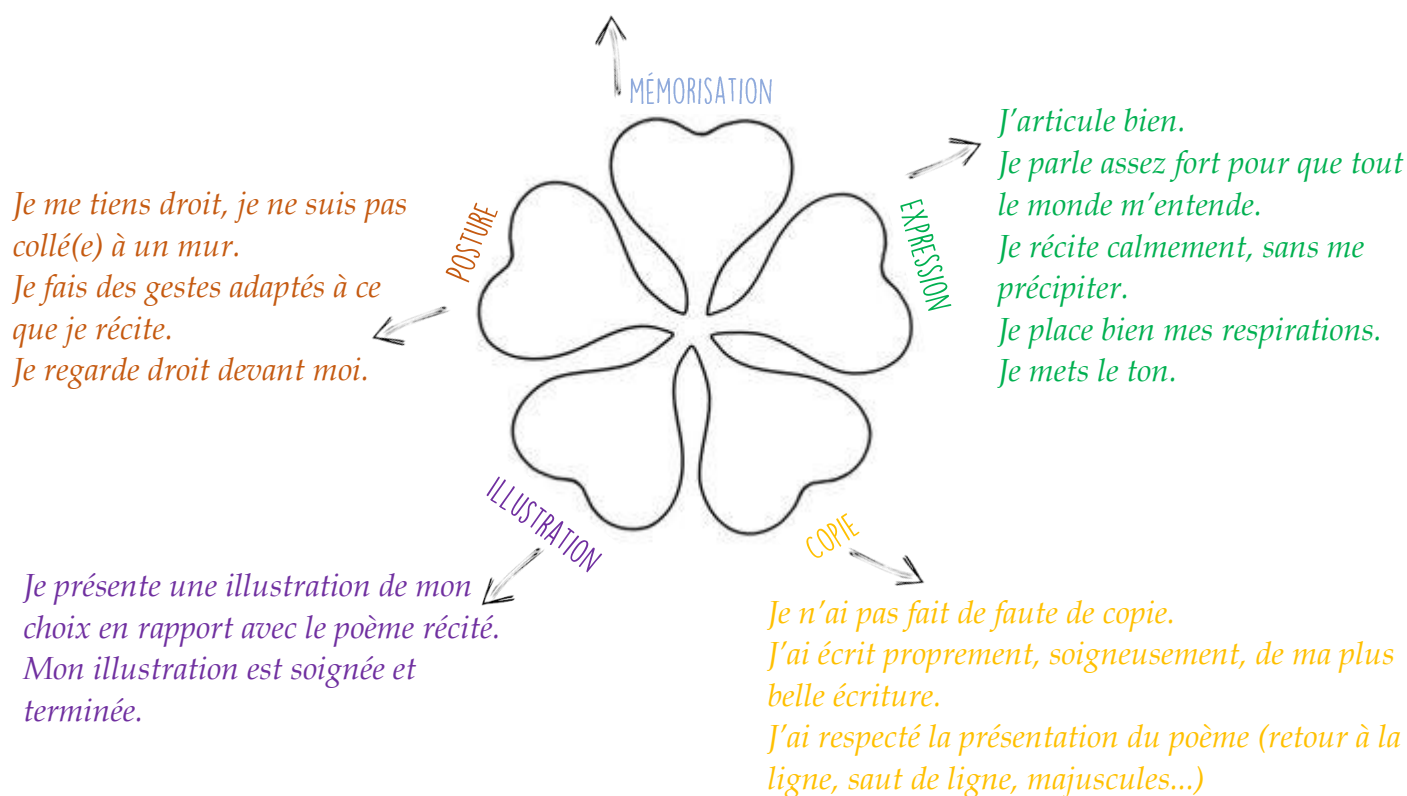 MÉMORISATION
J'articule bien.
Je parle assez fort pour que tout
le monde m'entende.
Je récite calmement, sans me
précipiter.
Je place bien mes respirations.
Je mets le ton.
EXPRESSION
Je me tiens droit, je ne suis pas
collé(e) à un mur.
Je fais des gestes adaptés à ce
que je récite.
Je regarde droit devant moi.
POSTURE
ILLUSTRATION
Je présente une illustration de mon
choix en rapport avec le poème récité.
Mon illustration est soignée et
terminée.
COPIE
Je n'ai pas fait de faute de copie.
J'ai écrit proprement, soigneusement, de ma plus
belle écriture.
J'ai respecté la présentation du poème (retour à la
ligne, saut de ligne, majuscules...)